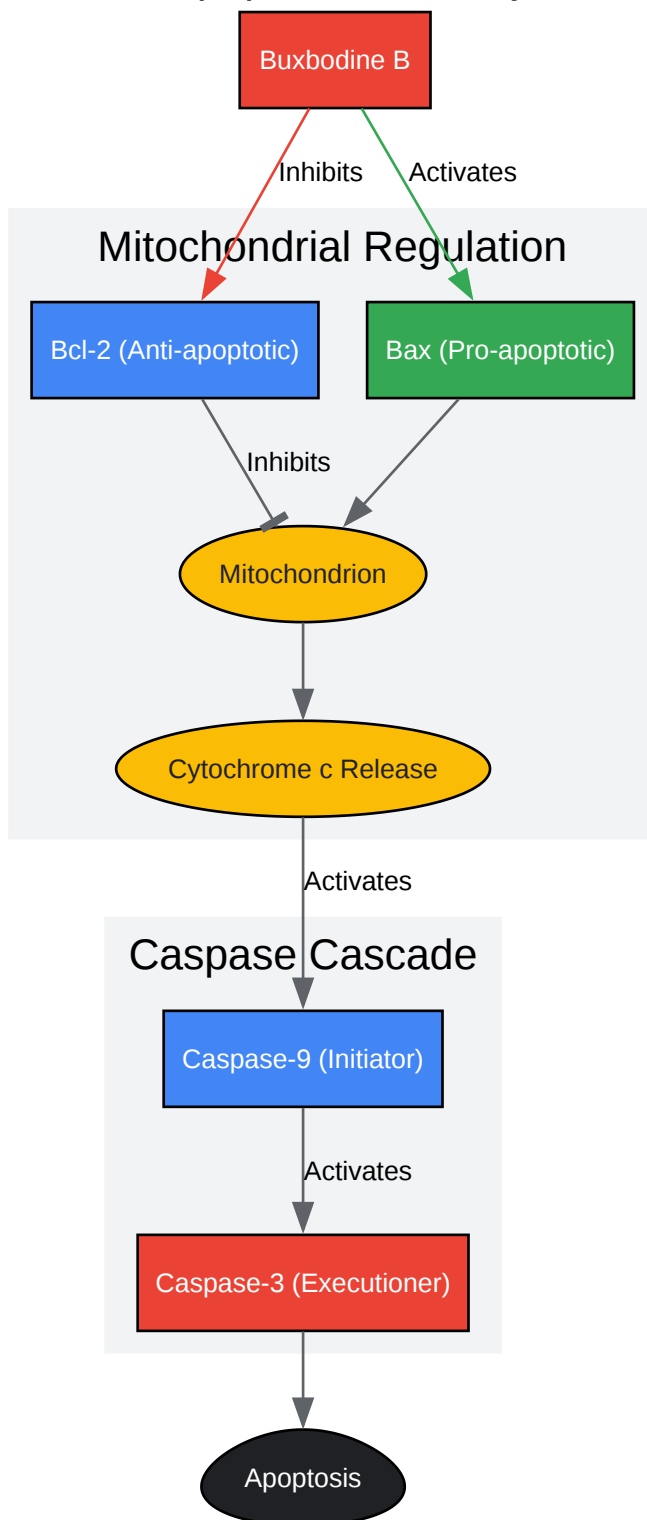 Buxbodine B
Inhibits
Activates
Mitochondrial Regulation
Bcl-2 (Anti-apoptotic)
Bax (Pro-apoptotic)
Inhibits
Mitochondrion
Cytochrome c Release
Activates
Caspase Cascade
Caspase-9 (Initiator)
Activates
Caspase-3 (Executioner)
Apoptosis